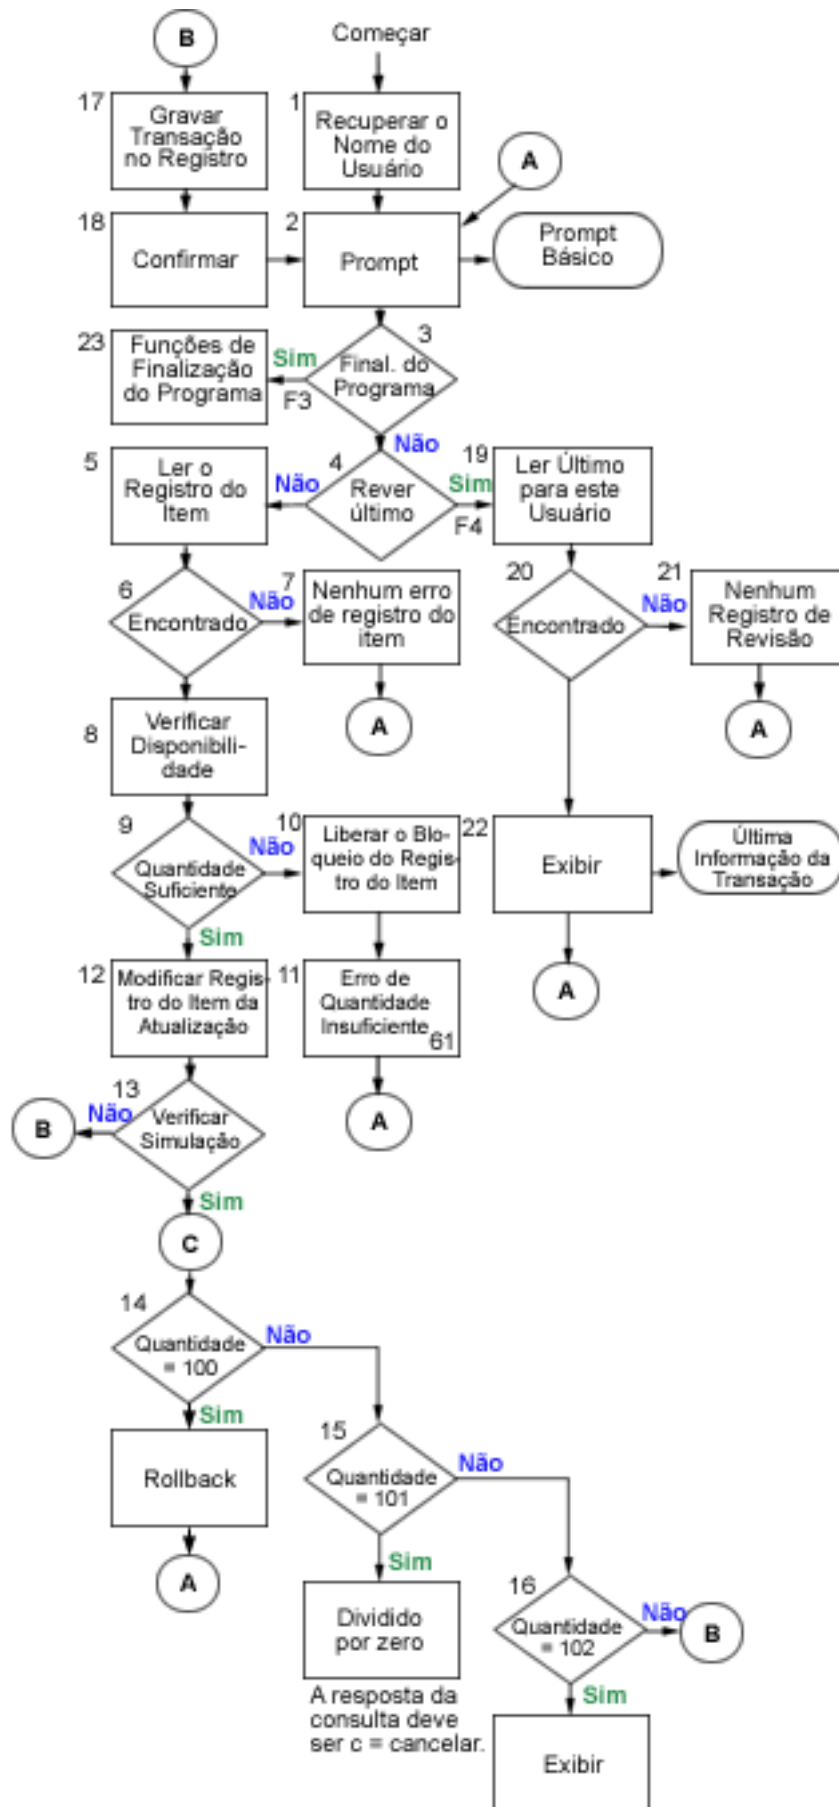 B
Começar
17
Gravar
Transação
no Registro
1
Recuperar o
Nome do
Usuário
A
18
Confirmar
2
Prompt
Prompt
Básico
23
Funções de
Finalização
do Programa
Sim
F3
3
Final. do
Programa
Não
5
Ler o
Registro do
Item
Não
4
Rever
último
Sim
F4
19
Ler Último
para este
Usuário
6
Encontrado
Não
7
Nenhum erro
de registro do
item
20
Encontrado
Não
21
Nenhum
Registro de
Revisão
A
A
8
Verificar
Disponibili-
dade
9
Quantidade
Suficiente
Não
10
Liberar o Blo-
queio do Regis-
tro do Item
22
Exibir
Última
Informação da
Transação
Sim
12
Modificar Regis-
tro do Item da
Atualização
11
Erro de
Quantidade
Insuficiente
61
A
13
Não
B
Verificar
Simulação
A
Sim
C
14
Quantidade
= 100
Não
Sim
Rollback
15
Quantidade
= 101
Não
A
Sim
Dividido
por zero
16
Quantidade
= 102
Não
B
A resposta da
consulta deve
ser c = cancelar.
Sim
Exibir